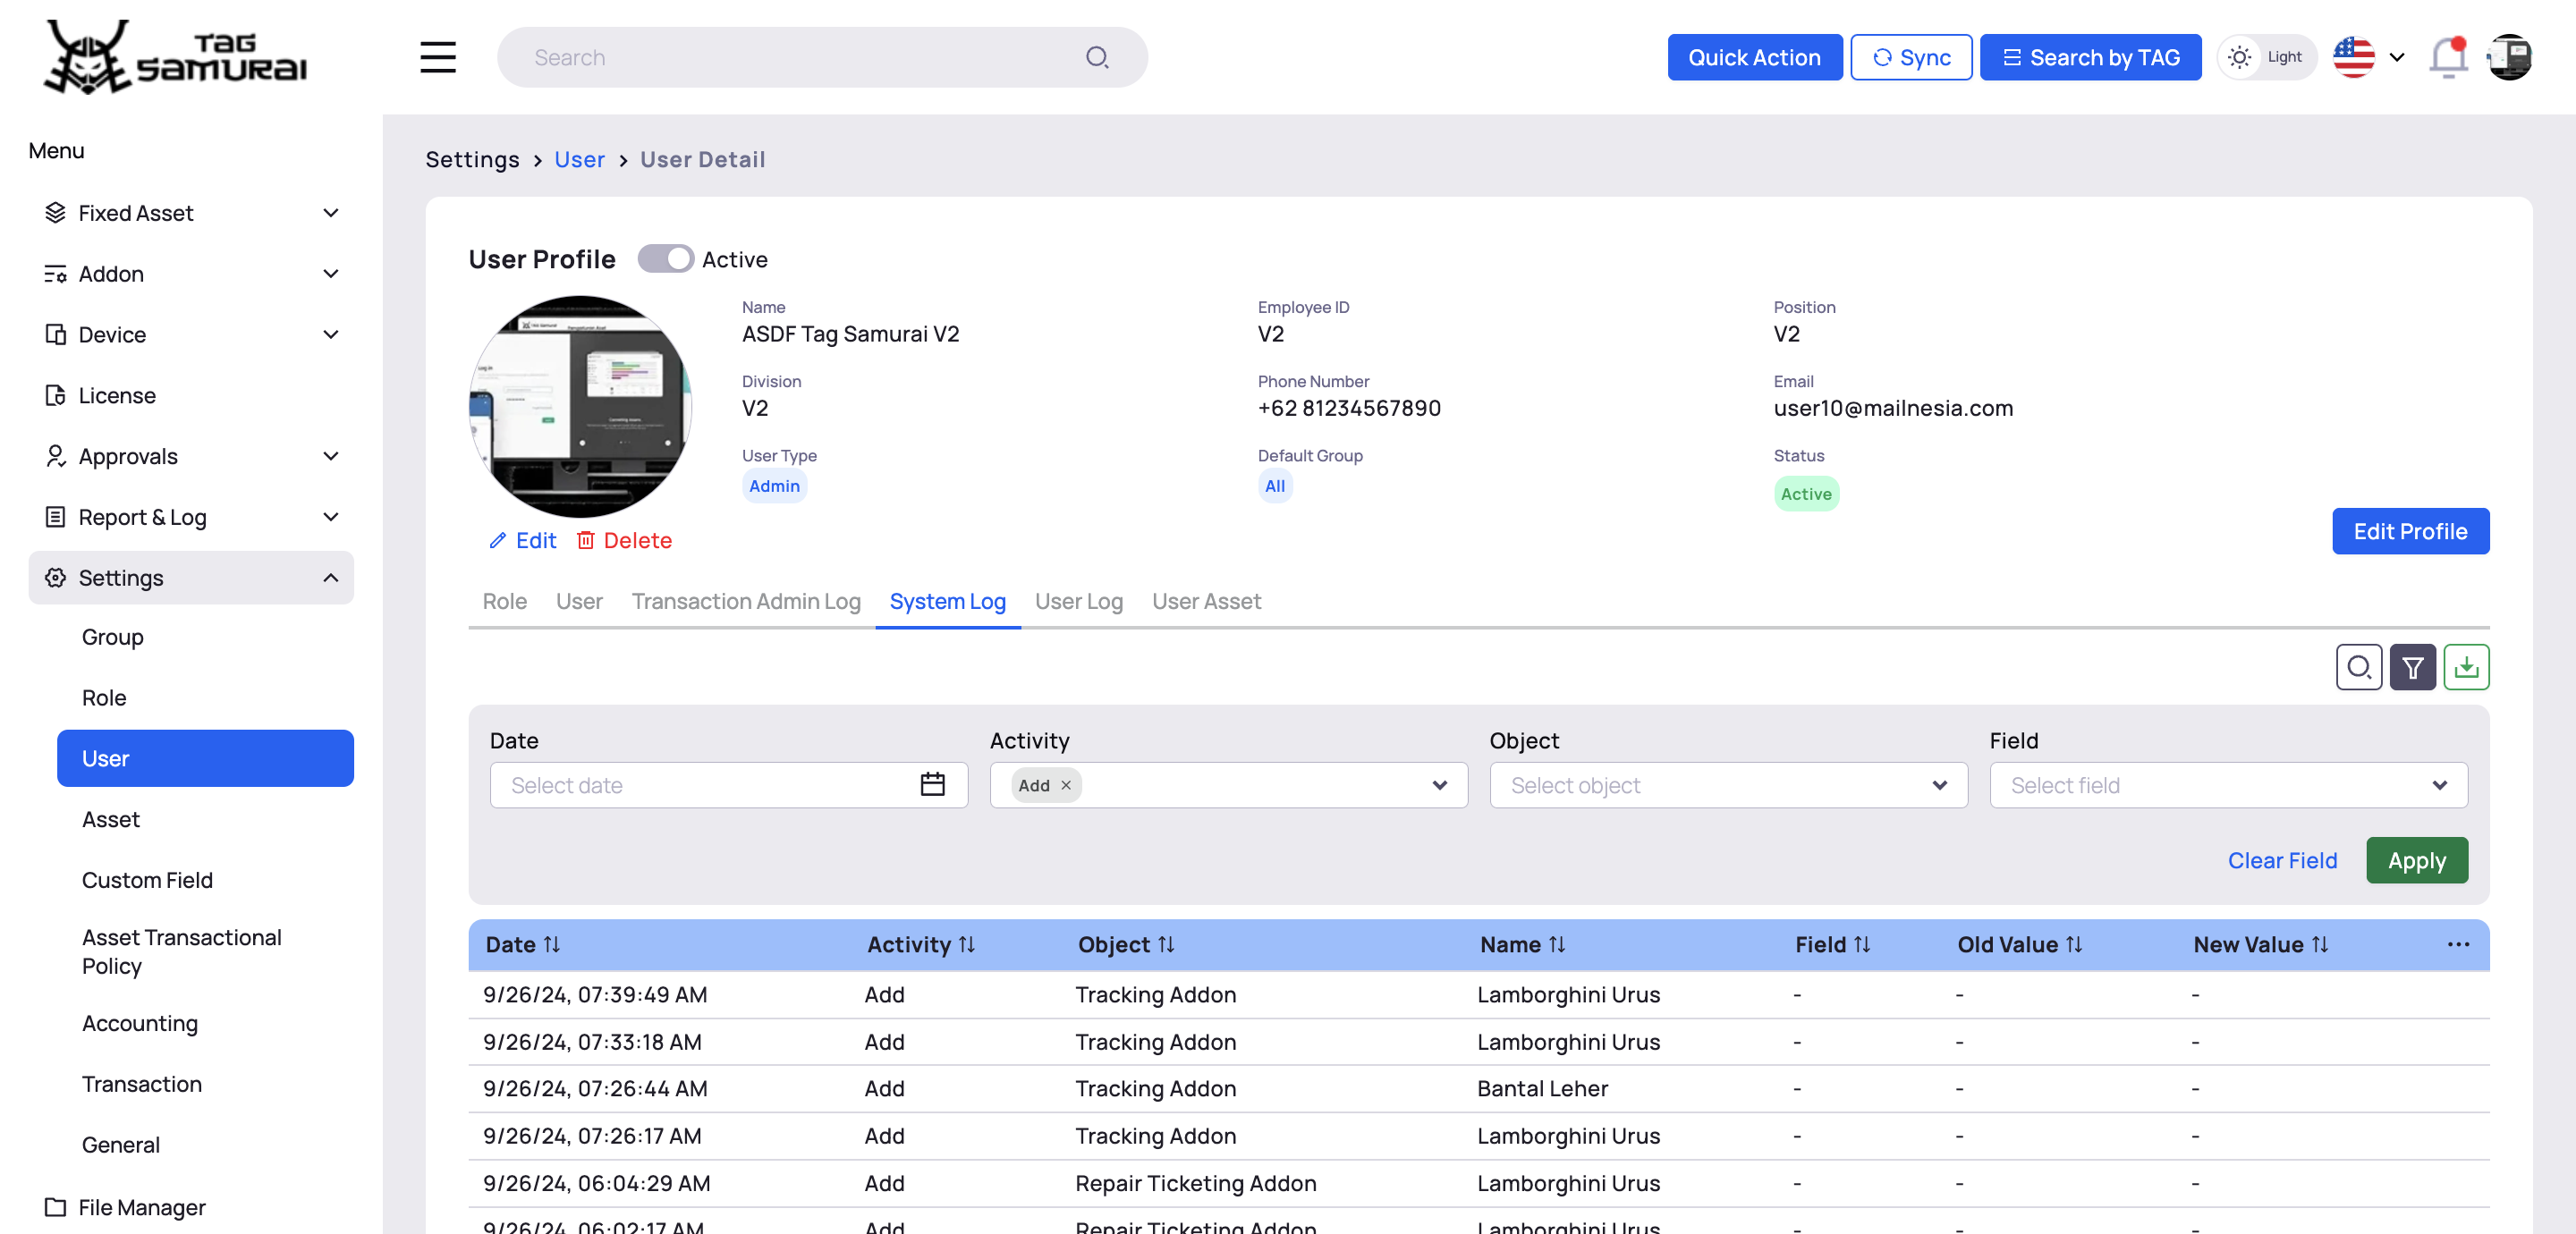 TAG SAMURAI
Search
Quick Action
Sync
Search by TAG
Light
Menu
Fixed Asset
Addon
Device
License
Approvals
Report & Log
Settings
Group
Role
User
Asset
Custom Field
Asset Transactional
Policy
Accounting
Transaction
General
File Manager
Settings > User > User Detail
User Profile Active
Name
ASDF Tag Samurai V2
Employee ID
V2
Position
V2
Division
V2
Phone Number
+62 81234567890
Email
user10@mailnesia.com
User Type
Admin
Default Group
All
Status
Active
Edit Delete
Edit Profile
Role User Transaction Admin Log System Log User Log User Asset
Date Activity Object Field
Select date Add × Select object Select field
Clear Field Apply
Date Activity Object Name Field Old Value New Value ...
9/26/24, 07:39:49 AM Add Tracking Addon Lamborghini Urus - - -
9/26/24, 07:33:18 AM Add Tracking Addon Lamborghini Urus - - -
9/26/24, 07:26:44 AM Add Tracking Addon Bantal Leher - - -
9/26/24, 07:26:17 AM Add Tracking Addon Lamborghini Urus - - -
9/26/24, 06:04:29 AM Add Repair Ticketing Addon Lamborghini Urus - - -
9/26/24, 06:02:17 AM Add Repair Ticketing Addon Lamborghini Urus - - -